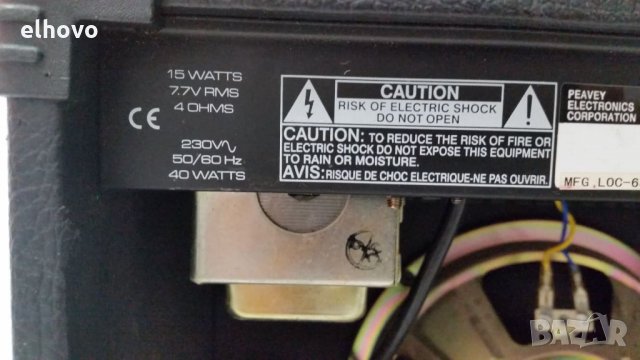 elhovo
15 WATTS
7.7V RMS
4 OHMS
CE
230V∿
50/60 Hz
40 WATTS
CAUTION
RISK OF ELECTRIC SHOCK
DO NOT OPEN
CAUTION: TO REDUCE THE RISK OF FIRE OR
ELECTRIC SHOCK DO NOT EXPOSE THIS EQUIPMENT
TO RAIN OR MOISTURE.
AVIS: RISQUE DE CHOC ELECTRIQUE-NE PAS OUVRIR.
PEAVEY
ELECTRONICS
CORPORATION
MFG.LOC-6
BAZAR
.bg